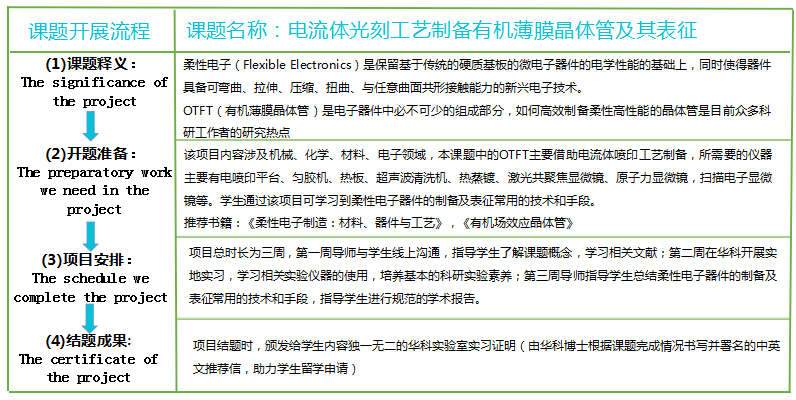 课题开展流程
课题名称：电流体光刻工艺制备有机薄膜晶体管及其表征
(1)课题释义：
The significance of
the project
柔性电子（Flexible Electronics）是保留基于传统的硬质基板的微电子器件的电学性能的基础上，同时使得器件
具备可弯曲、拉伸、压缩、扭曲、与任意曲面共形接触能力的新兴电子技术。
OTFT（有机薄膜晶体管）是电子器件中必不可少的组成部分，如何高效制备柔性高性能的晶体管是目前众多科
研工作者的研究热点
(2)开题准备：
The preparatory work
we need in the
project
该项目内容涉及机械、化学、材料、电子领域，本课题中的OTFT主要借助电流体喷印工艺制备，所需要的仪器
主要有电喷印平台、匀胶机、热板、超声波清洗机、热蒸镀、激光共聚焦显微镜、原子力显微镜，扫描电子显微
镜等。学生通过该项目可学习到柔性电子器件的制备及表征常用的技术和手段。
推荐书籍：《柔性电子制造：材料、器件与工艺》，《有机场效应晶体管》
(3)项目安排：
The schedule we
complete the project
项目总时长为三周，第一周导师与学生线上沟通，指导学生了解课题概念，学习相关文献；第二周在华科开展实
地实习，学习相关实验仪器的使用，培养基本的科研实验素养；第三周导师指导学生总结柔性电子器件的制备及
表征常用的技术和手段，指导学生进行规范的学术报告。
(4)结题成果：
The certificate of
the project
项目结题时，颁发给学生内容独一无二的华科实验室实习证明（由华科博士根据课题完成情况书写并署名的中英
文推荐信，助力学生留学申请）